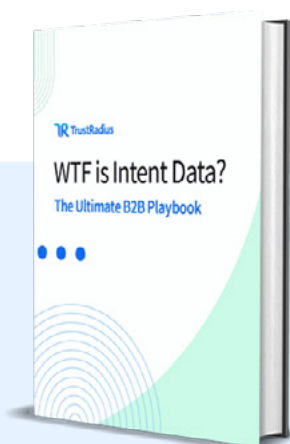 TrustRadius
WTF is Intent Data?
The Ultimate B2B Playbook